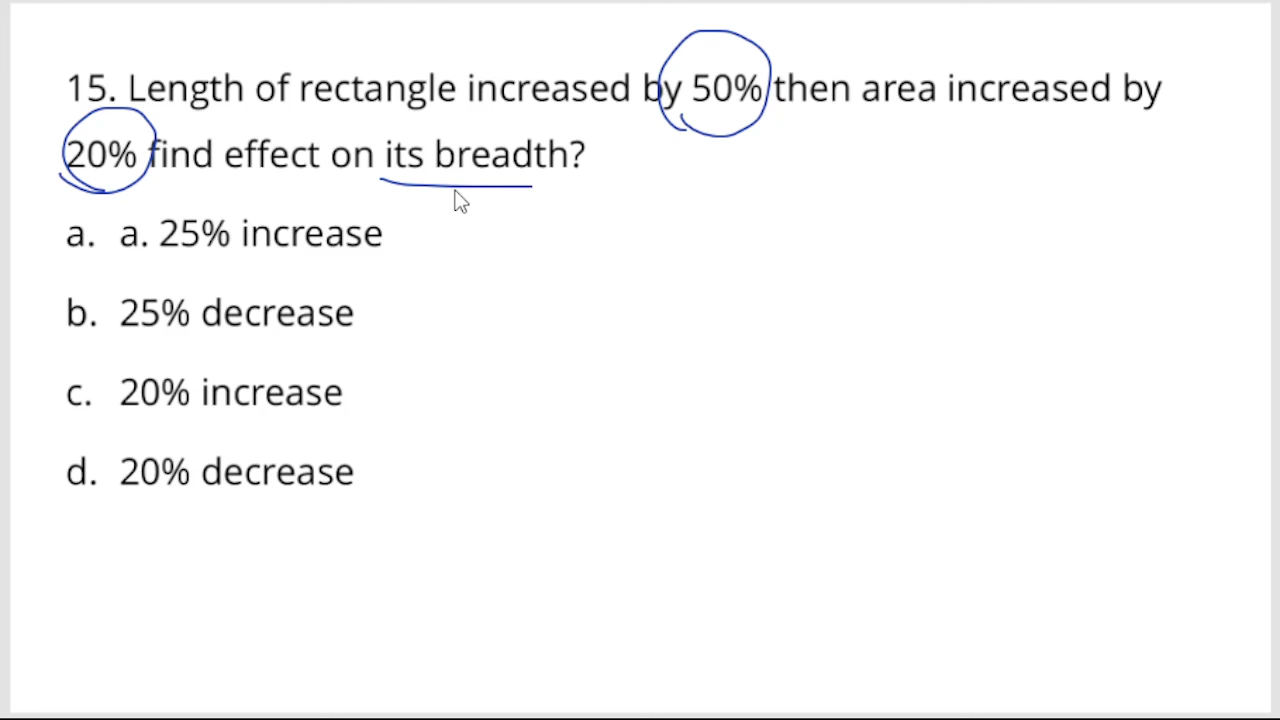 15. Length of rectangle increased by 50% then area increased by
20% find effect on its breadth?
a. a. 25% increase
b. 25% decrease
c. 20% increase
d. 20% decrease